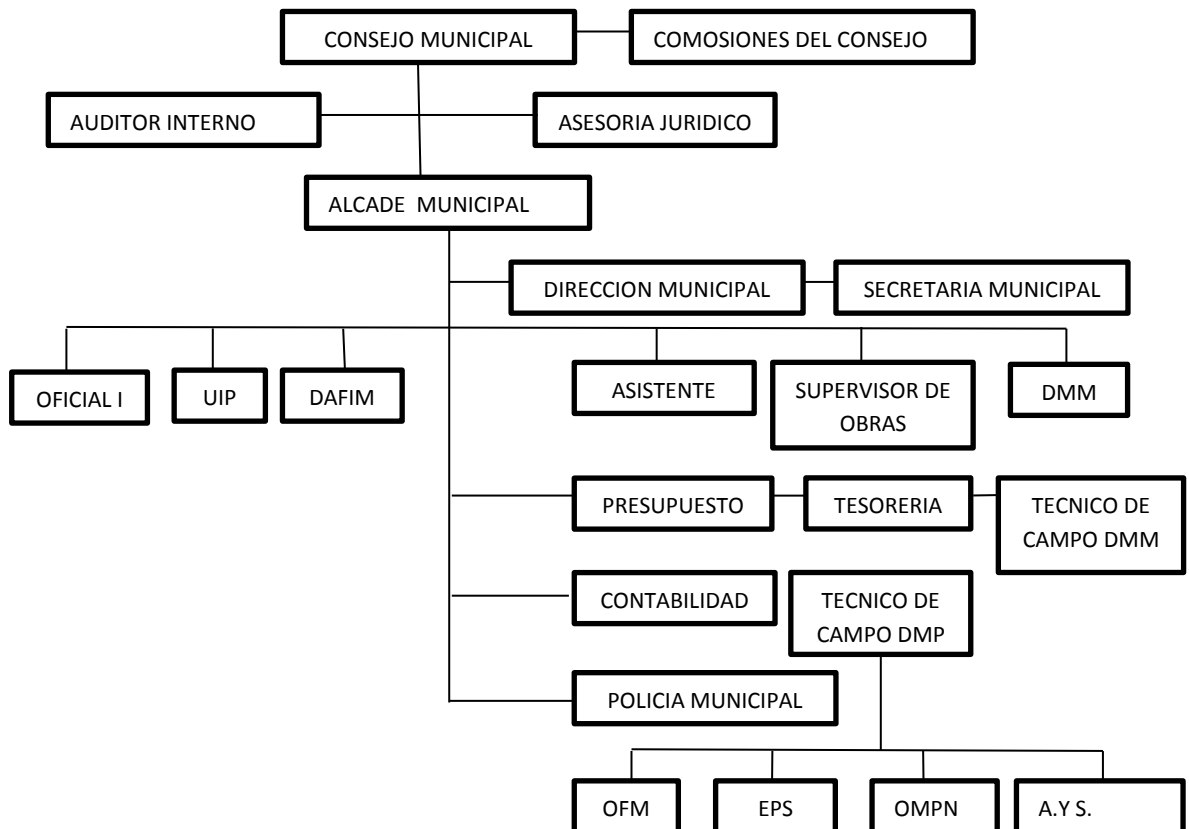 CONSEJO MUNICIPAL
COMOSIONES DEL CONSEJO
AUDITOR INTERNO
ASESORIA JURIDICO
ALCADE MUNICIPAL
DIRECCION MUNICIPAL
SECRETARIA MUNICIPAL
OFICIAL I
UIP
DAFIM
ASISTENTE
SUPERVISOR DE
OBRAS
DMM
PRESUPUESTO
TESORERIA
TECNICO DE
CAMPO DMM
CONTABILIDAD
TECNICO DE
CAMPO DMP
POLICIA MUNICIPAL
OFM
EPS
OMPN
A.Y S.